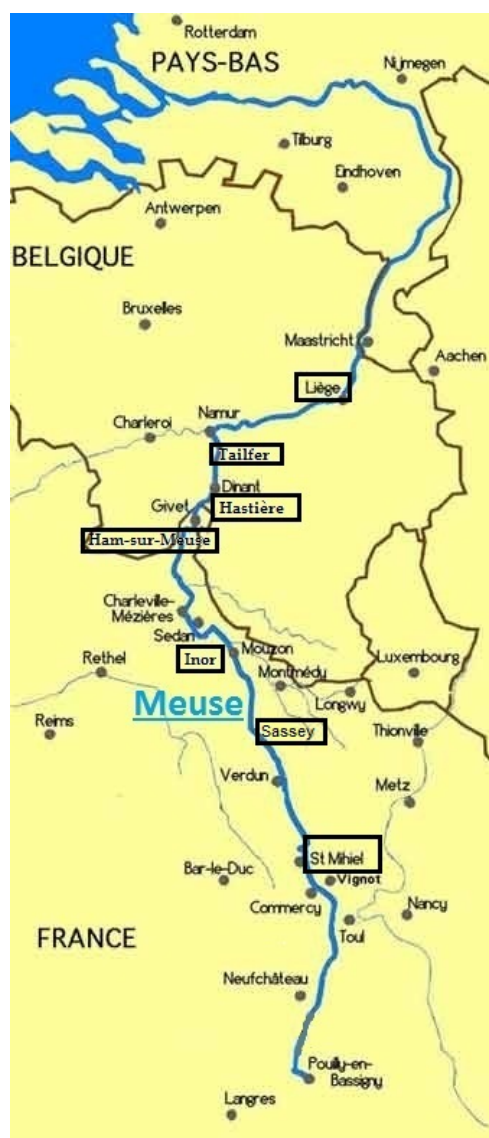 Rotterdam
PAYS-BAS
Nijmegen
Tilburg
Eindhoven
Antwerpen
BELGIQUE
Bruxelles
Maastricht
Aachen
Liège
Namur
Charleroi
Tailfer
Dinant
Givet
Hastière
Ham-sur-Meuse
Charleville-
Mézières
Sedan
Mouzon
Inor
Rethel
Montmédy
Luxembourg
Longwy
Meuse
Reims
Sassey
Thionville
Verdun
Metz
St Mihiel
Bar-le-Duc
Vignot
Commercy
Nancy
Toul
FRANCE
Neufchâteau
Pouilly-en-
Bassigny
Langres